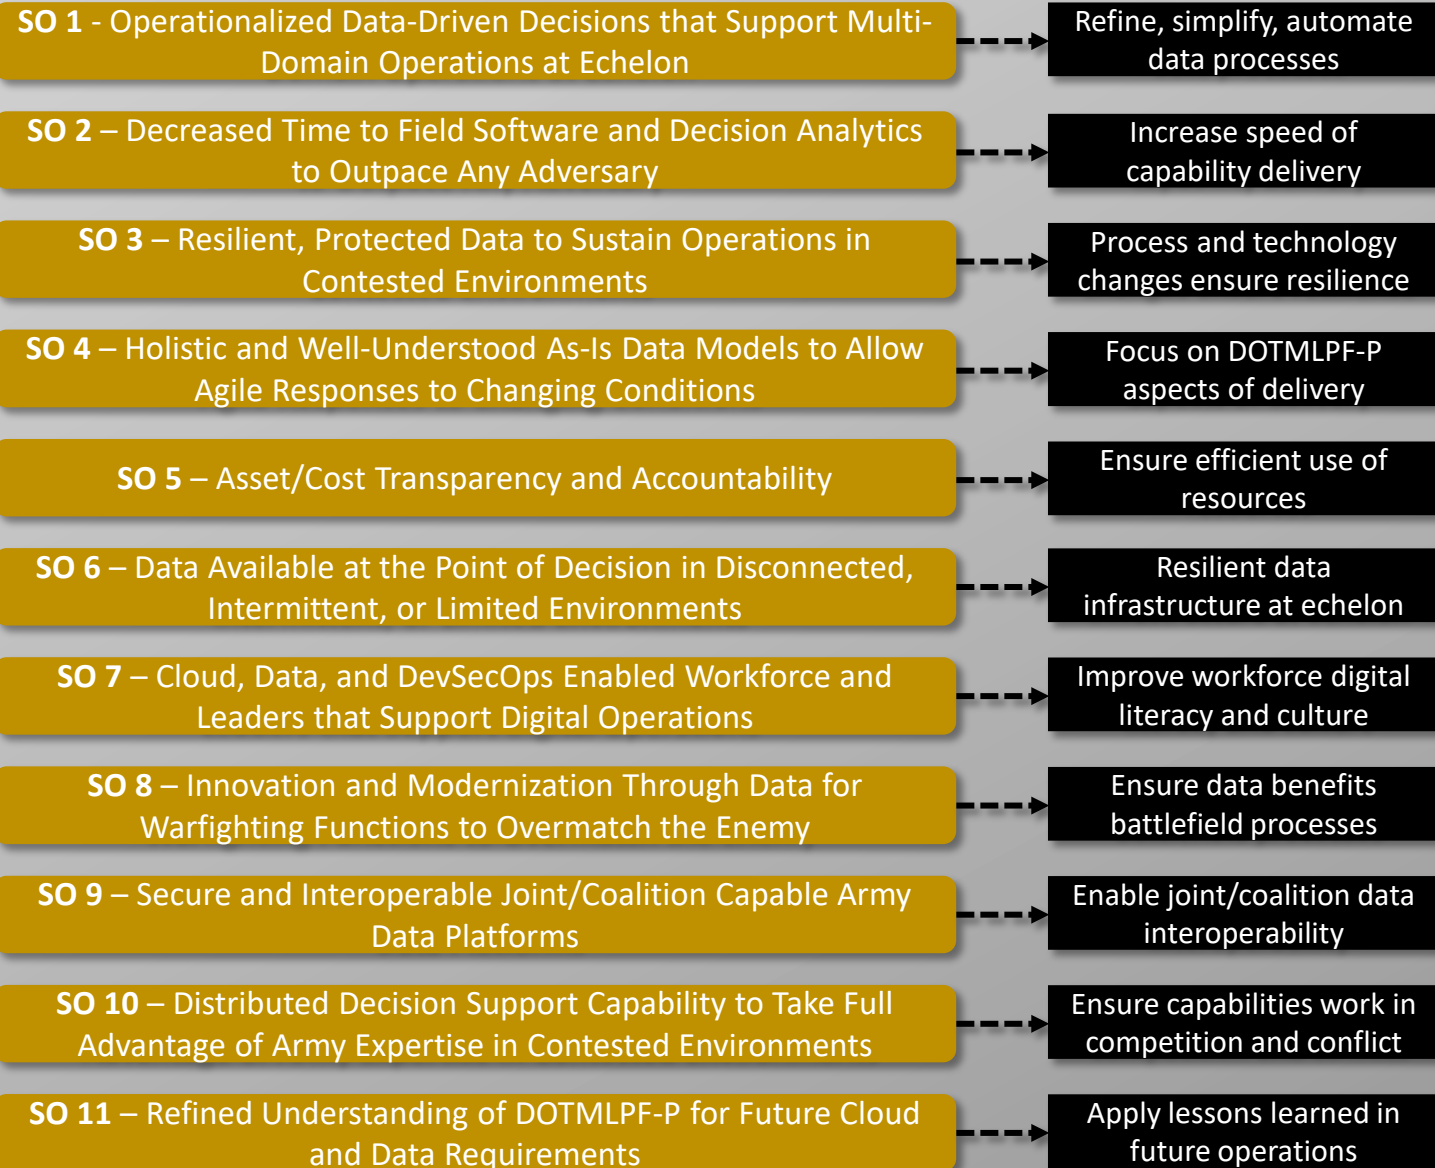 SO 1 - Operationalized Data-Driven Decisions that Support Multi-
Domain Operations at Echelon
Refine, simplify, automate
data processes
SO 2 – Decreased Time to Field Software and Decision Analytics
to Outpace Any Adversary
Increase speed of
capability delivery
SO 3 – Resilient, Protected Data to Sustain Operations in
Contested Environments
Process and technology
changes ensure resilience
SO 4 – Holistic and Well-Understood As-Is Data Models to Allow
Agile Responses to Changing Conditions
Focus on DOTMLPF-P
aspects of delivery
SO 5 – Asset/Cost Transparency and Accountability
Ensure efficient use of
resources
SO 6 – Data Available at the Point of Decision in Disconnected,
Intermittent, or Limited Environments
Resilient data
infrastructure at echelon
SO 7 – Cloud, Data, and DevSecOps Enabled Workforce and
Leaders that Support Digital Operations
Improve workforce digital
literacy and culture
SO 8 – Innovation and Modernization Through Data for
Warfighting Functions to Overmatch the Enemy
Ensure data benefits
battlefield processes
SO 9 – Secure and Interoperable Joint/Coalition Capable Army
Data Platforms
Enable joint/coalition data
interoperability
SO 10 – Distributed Decision Support Capability to Take Full
Advantage of Army Expertise in Contested Environments
Ensure capabilities work in
competition and conflict
SO 11 – Refined Understanding of DOTMLPF-P for Future Cloud
and Data Requirements
Apply lessons learned in
future operations